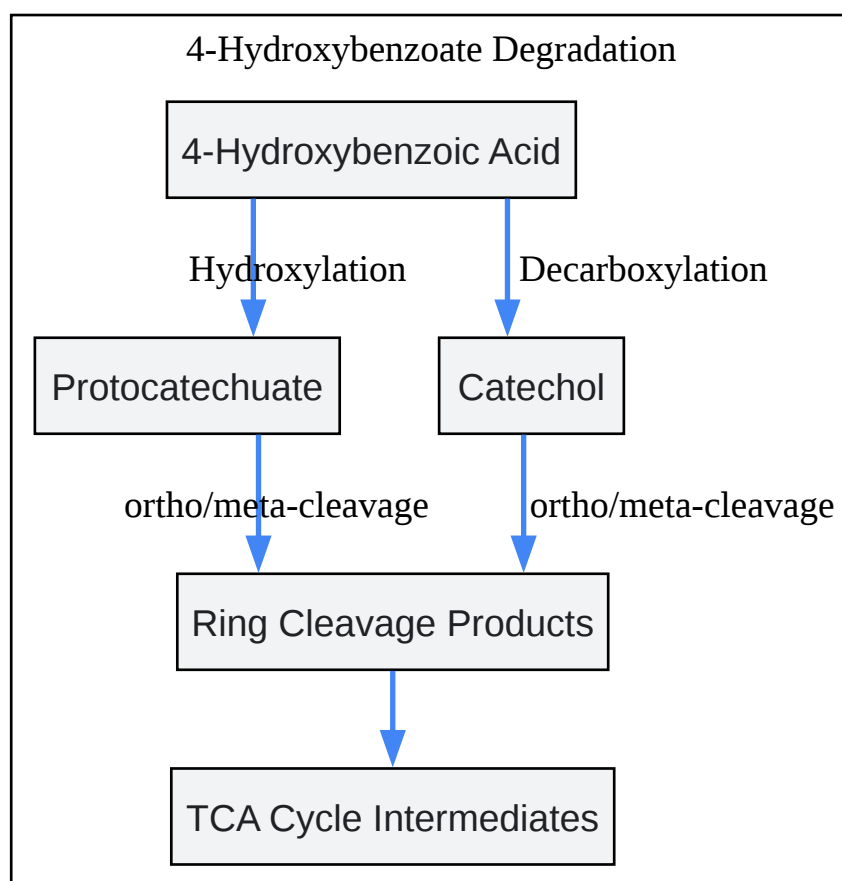 4-Hydroxybenzoate Degradation
4-Hydroxybenzoic Acid
Hydroxylation
Decarboxylation
Protocatechuate
Catechol
ortho/meta-cleavage
ortho/meta-cleavage
Ring Cleavage Products
TCA Cycle Intermediates